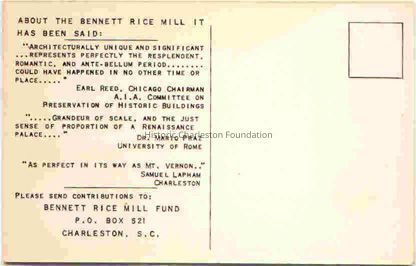 ABOUT THE BENNETT RICE MILL IT
HAS BEEN SAID:
"ARCHITECTURALLY UNIQUE AND SIGNIFICANT
...REPRESENTS PERFECTLY THE RESPLENDENT,
ROMANTIC, AND ANTE-BELLUM PERIOD........
COULD HAVE HAPPENED IN NO OTHER TIME OR
PLACE....."
EARL REED, CHICAGO CHAIRMAN
A.I.A. COMMITTEE ON
PRESERVATION OF HISTORIC BUILDINGS
".....GRANDEUR OF SCALE, AND THE JUST
SENSE OF PROPORTION OF A RENAISSANCE
PALACE...."
Historic Charleston Foundation
DR. MARIO PRAZ
UNIVERSITY OF ROME
"AS PERFECT IN ITS WAY AS MT. VERNON.."
SAMUEL LAPHAM
CHARLESTON
PLEASE SEND CONTRIBUTIONS TO:
BENNETT RICE MILL FUND
P.O. BOX 521
CHARLESTON, S.C.